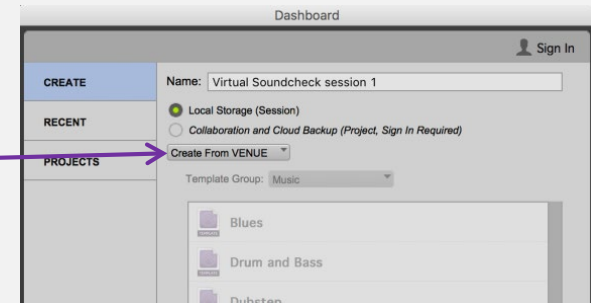 Dashboard
Sign In
CREATE
Name: Virtual Soundcheck session 1
Local Storage (Session)
RECENT
Collaboration and Cloud Backup (Project, Sign In Required)
Create From VENUE
PROJECTS
Template Group: Music
Blues
Drum and Bass
Dubstep